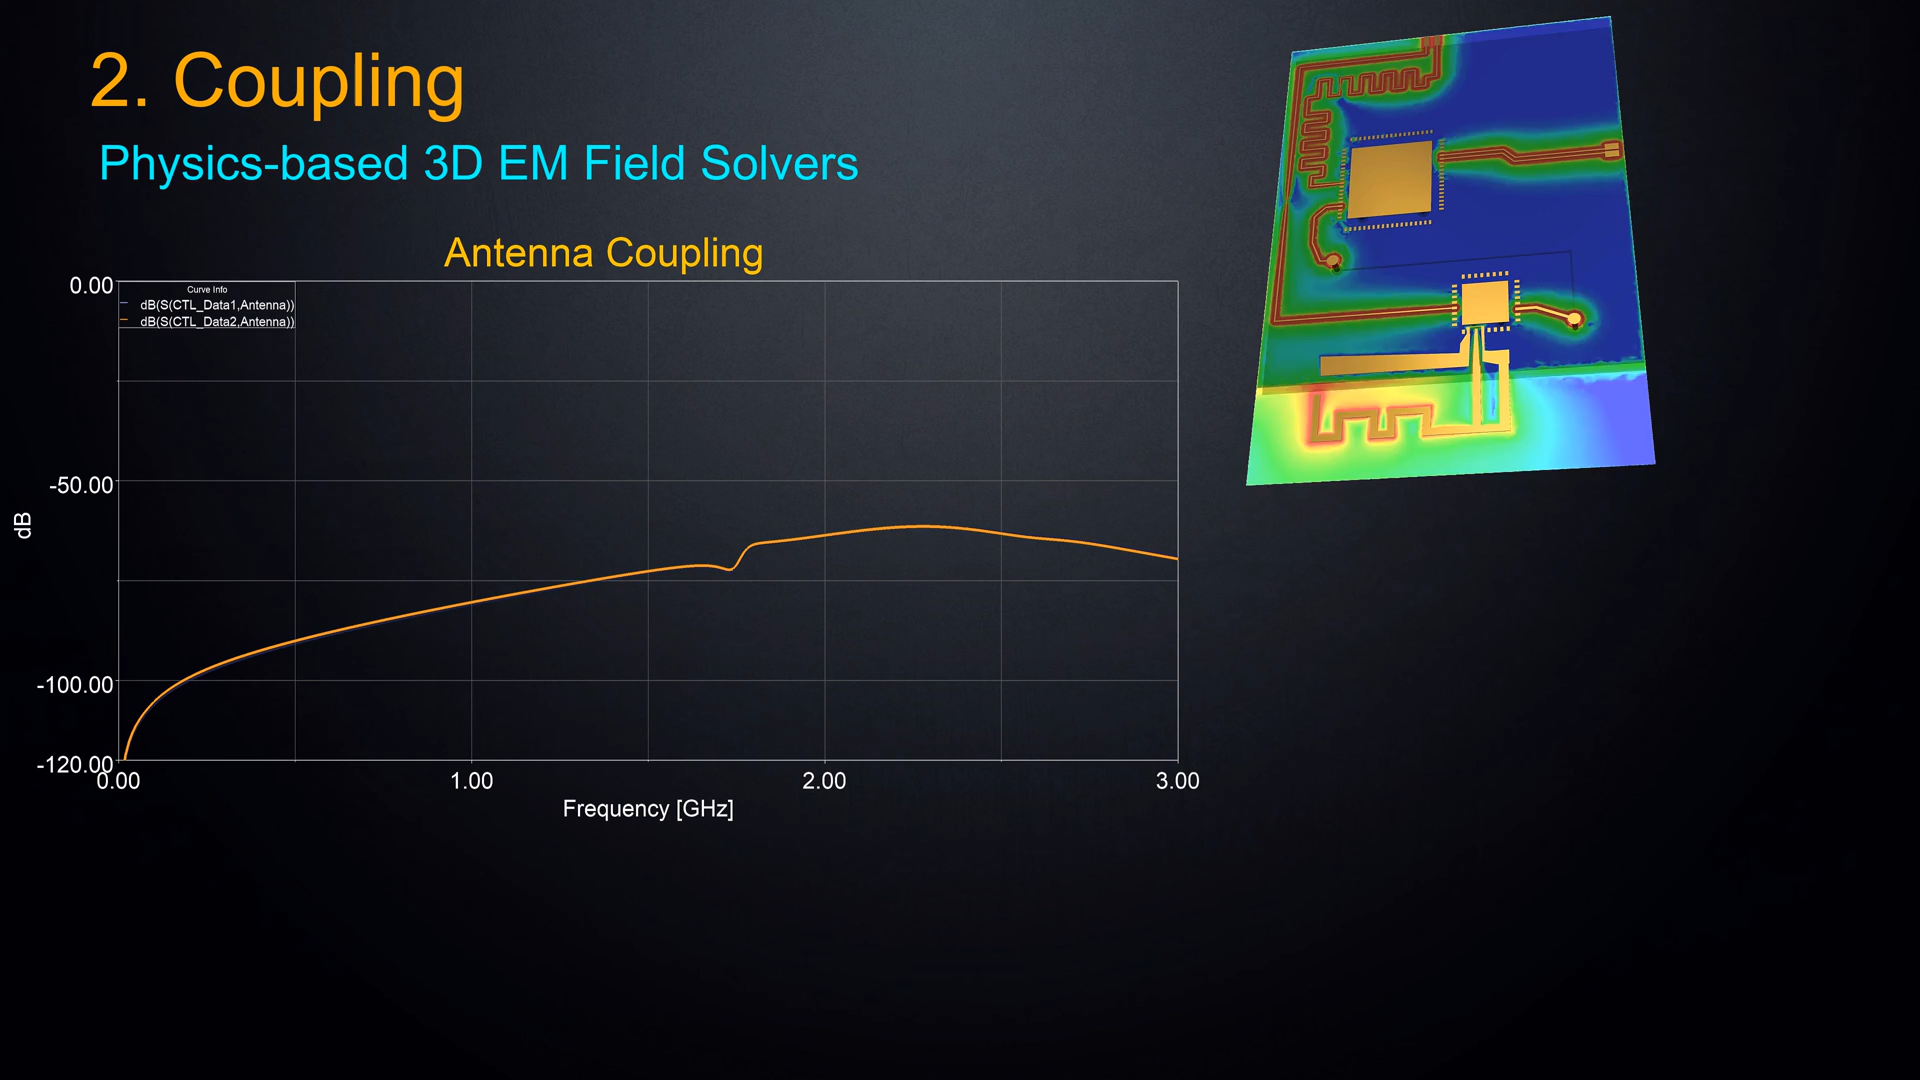 2. Coupling
Physics-based 3D EM Field Solvers
Antenna Coupling
0.00
Curve Info
dB(S(CTL_Data1,Antenna))
dB(S(CTL_Data2,Antenna))
-50.00
dB
-100.00
-120.00
0.00 1.00 2.00 3.00
Frequency [GHz]